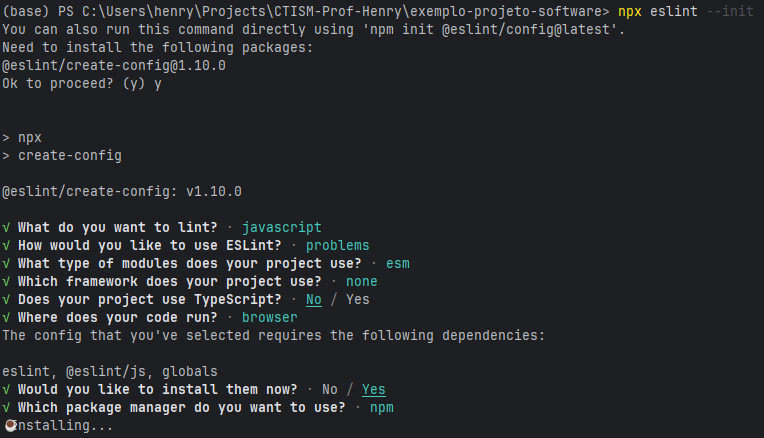 (base) PS C:\Users\henry\Projects\CTISM-Prof-Henry\exemplo-projeto-software> npx eslint --init
You can also run this command directly using 'npm init @eslint/config@latest'.
Need to install the following packages:
@eslint/create-config@1.10.0
Ok to proceed? (y) y
> npx
> create-config
@eslint/create-config: v1.10.0
√ What do you want to lint? · javascript
√ How would you like to use ESLint? · problems
√ What type of modules does your project use? · esm
√ Which framework does your project use? · none
√ Does your project use TypeScript? · No / Yes
√ Where does your code run? · browser
The config that you've selected requires the following dependencies:
eslint, @eslint/js, globals
√ Would you like to install them now? · No / Yes
√ Which package manager do you want to use? · npm
☕Installing...